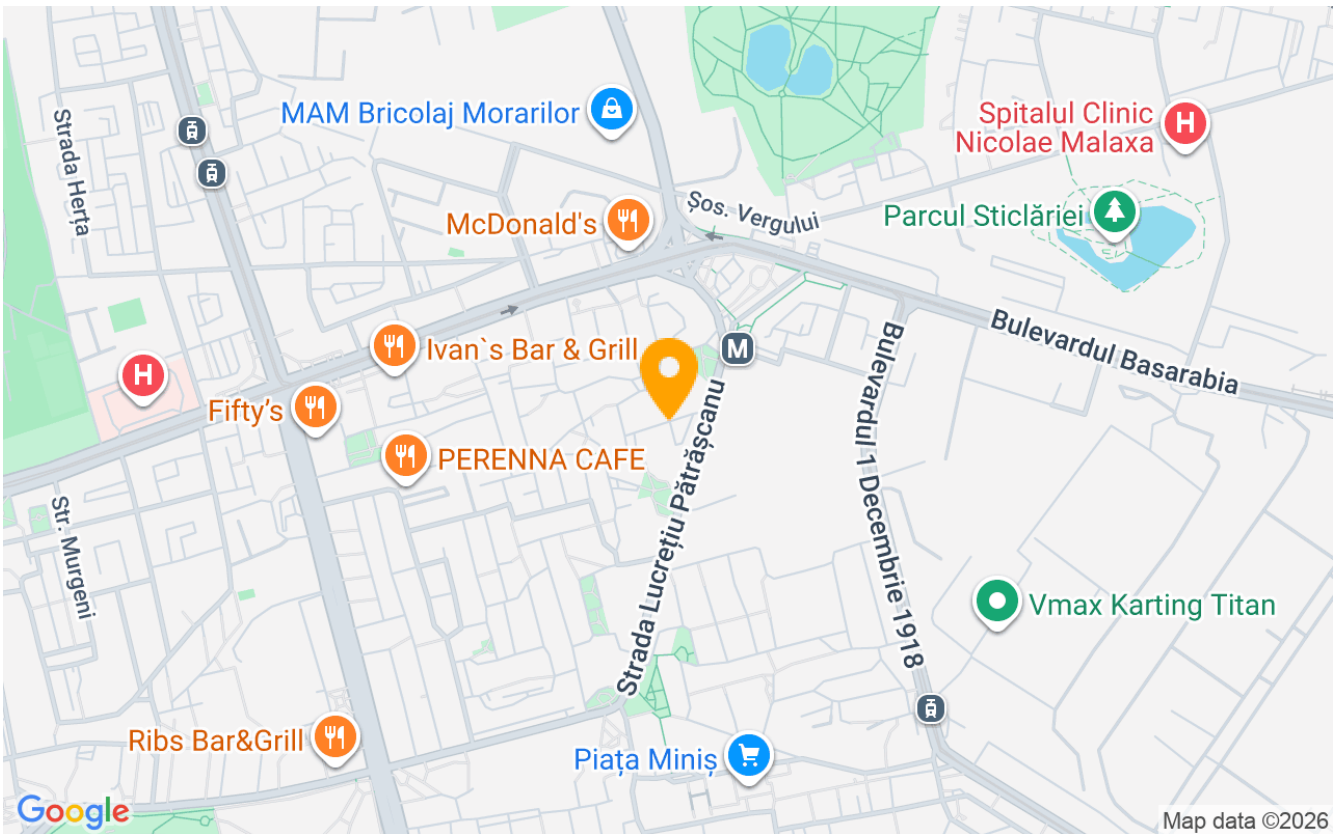 MAM Bricolaj Morarilor
Spitalul Clinic
Nicolae Malaxa
H
Strada Herța
McDonald's
Șos. Vergului
Parcul Sticlăriei
Bulevardul Basarabia
Ivan`s Bar & Grill
M
H
Fifty's
PERENNA CAFE
Strada Lucrețiu Pătrășcanu
Bulevardul 1 Decembrie 1918
Str. Murgeni
Vmax Karting Titan
Ribs Bar&Grill
Piața Miniș
Google
Map data ©2026